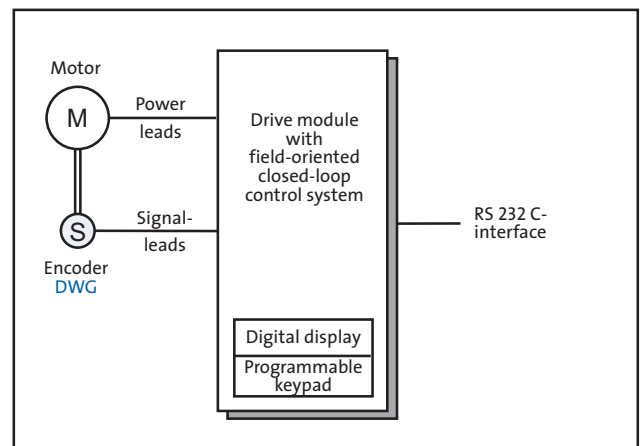 Motor
M
Power
leads
S
Signal-
leads
Encoder
DWG
Drive module
with
field-oriented
closed-loop
control system
Digital display
Programmable
keypad
RS 232 C-
interface